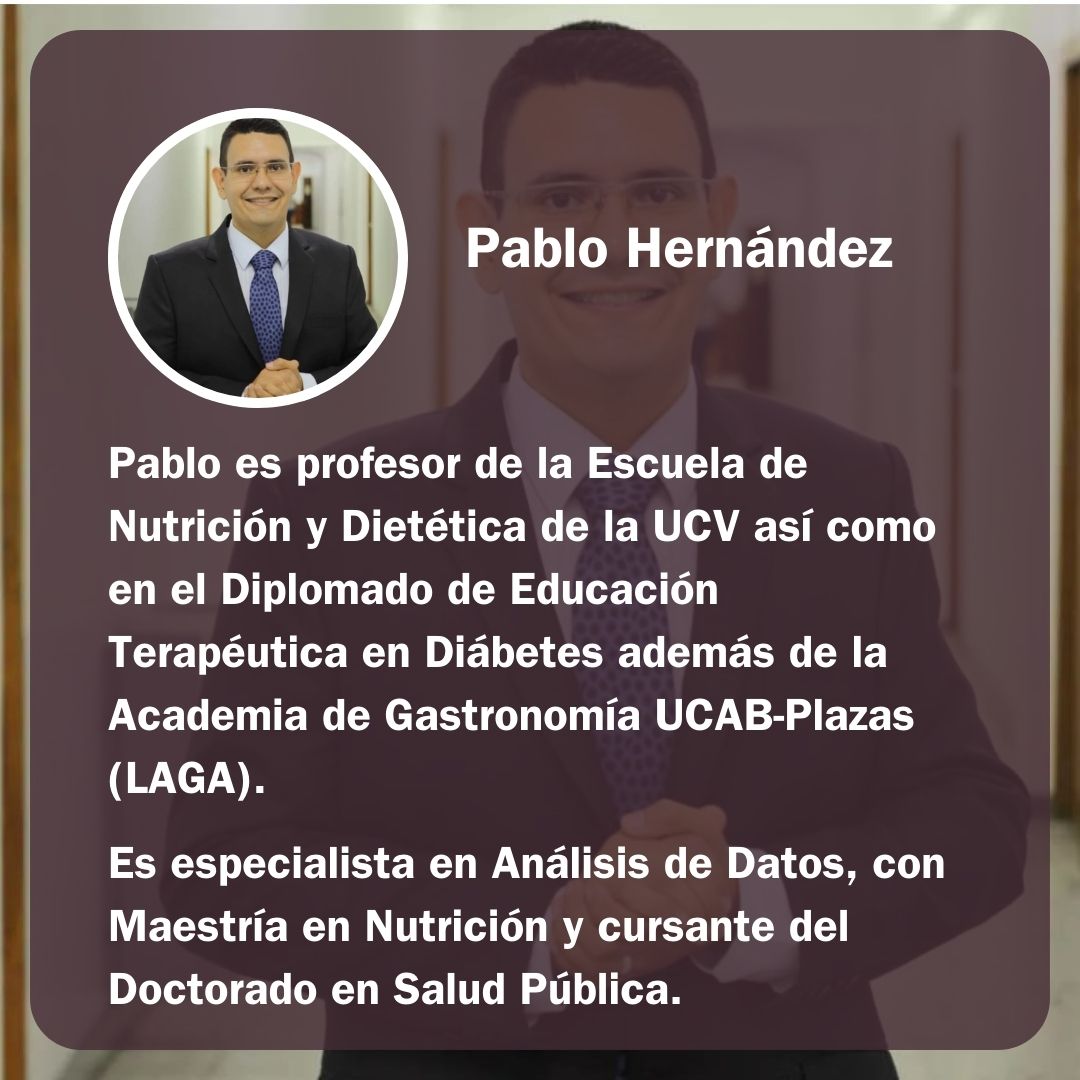 Pablo Hernández
Pablo es profesor de la Escuela de
Nutrición y Dietética de la UCV así como
en el Diplomado de Educación
Terapéutica en Diábetes además de la
Academia de Gastronomía UCAB-Plazas
(LAGA).
Es especialista en Análisis de Datos, con
Maestría en Nutrición y cursante del
Doctorado en Salud Pública.